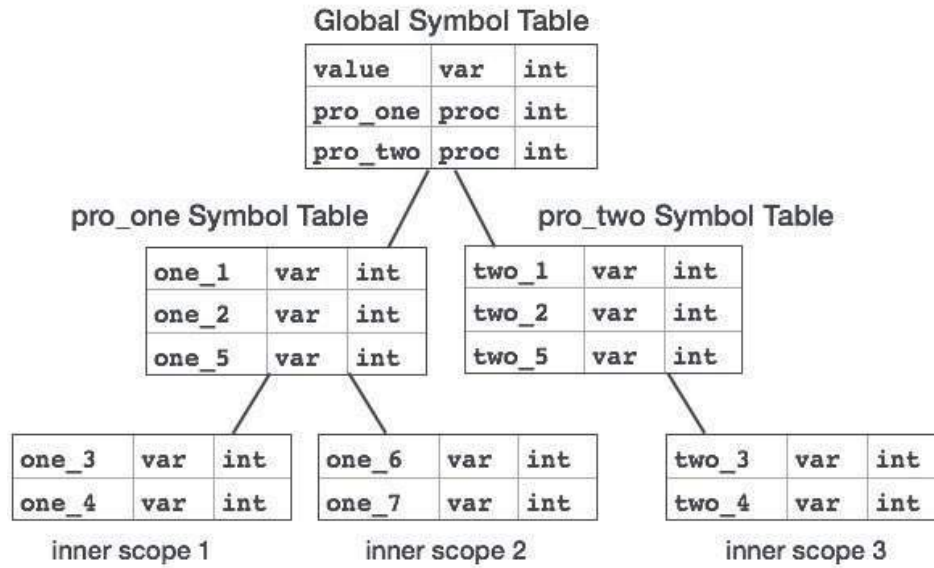 Global Symbol Table
value var int
pro_one proc int
pro_two proc int
pro_one Symbol Table
one_1 var int
one_2 var int
one_5 var int
pro_two Symbol Table
two_1 var int
two_2 var int
two_5 var int
one_3 var int
one_4 var int
inner scope 1
one_6 var int
one_7 var int
inner scope 2
two_3 var int
two_4 var int
inner scope 3